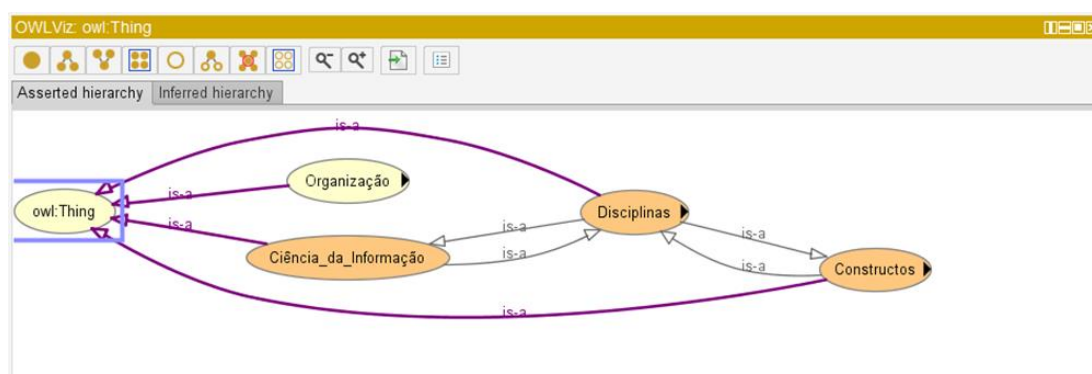 OWLViz: owl:Thing
Asserted hierarchy Inferred hierarchy
is-a
Organização
is-a
owl:Thing
Disciplinas
is-a
is-a
is-a
Ciência_da_Informação
is-a
is-a
Constructos
is-a